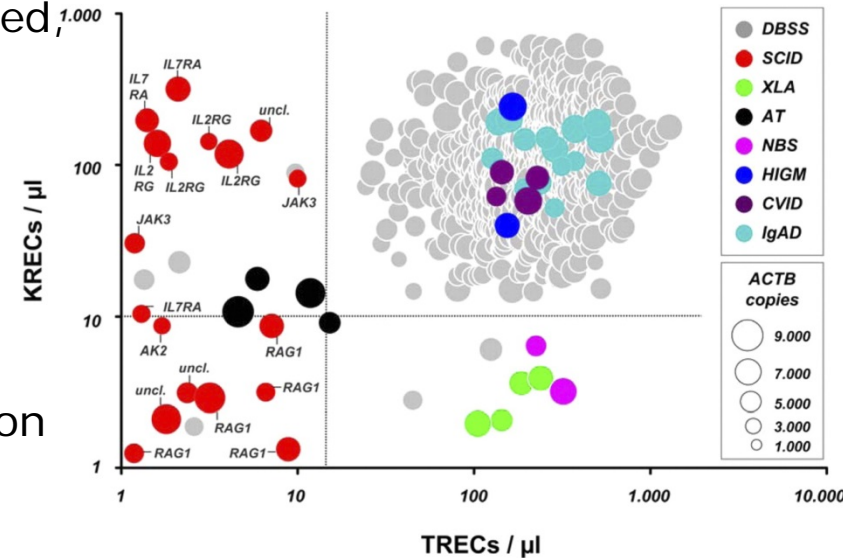 ed,
on
1.000
100
10
1
KRECs / µl
1
10
100
1.000
10.000
TRECs / µl
IL7RA
IL7
RA
IL2RG
uncl.
IL2
RG
IL2RG
IL2RG
JAK3
JAK3
IL7RA
AK2
RAG1
uncl.
uncl.
RAG1
RAG1
RAG1
RAG1
DBSS
SCID
XLA
AT
NBS
HIGM
CVID
IgAD
ACTB
copies
9.000
7.000
5.000
3.000
1.000